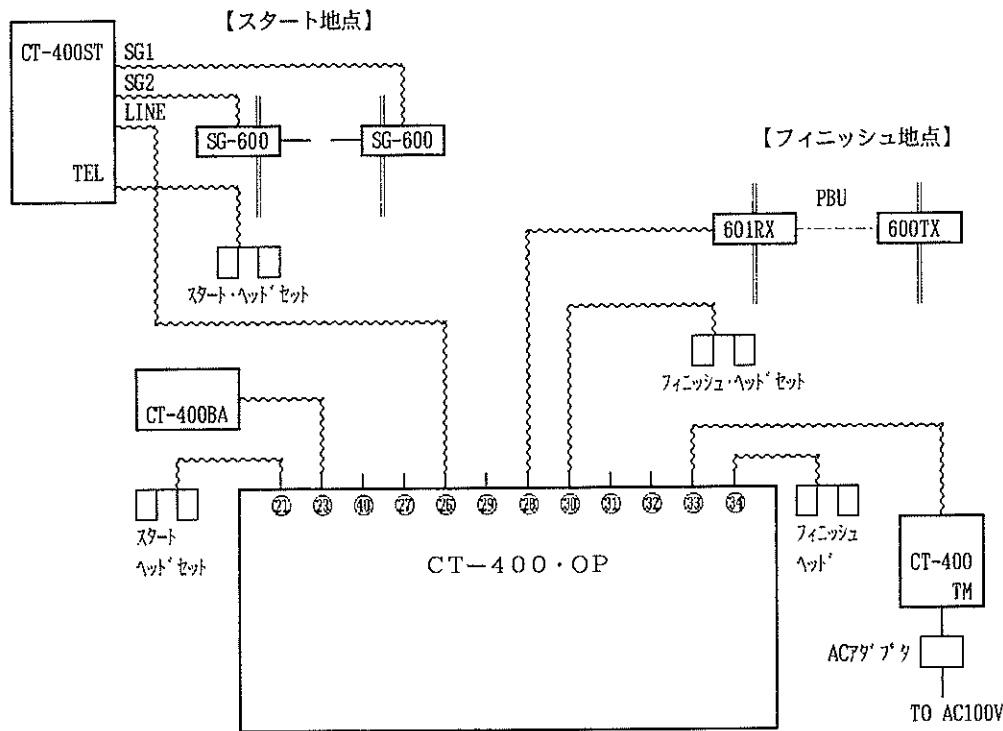 【スタート地点】
CT-400ST
SG1
SG2
LINE
TEL
SG-600
SG-600
スタート・ヘッドセット
【フィニッシュ地点】
PBU
601RX
600TX
フィニッシュ・ヘッドセット
CT-400BA
スタート
ヘッドセット
㉑ ㉓ ㊵ ㉗ ㉖ ㉙ ㉘ ㉚ ㉛ ㉜ ㉝ ㉞
CT-400・OP
フィニッシュ
ヘッド
CT-400
TM
ACアダプタ
TO AC100V